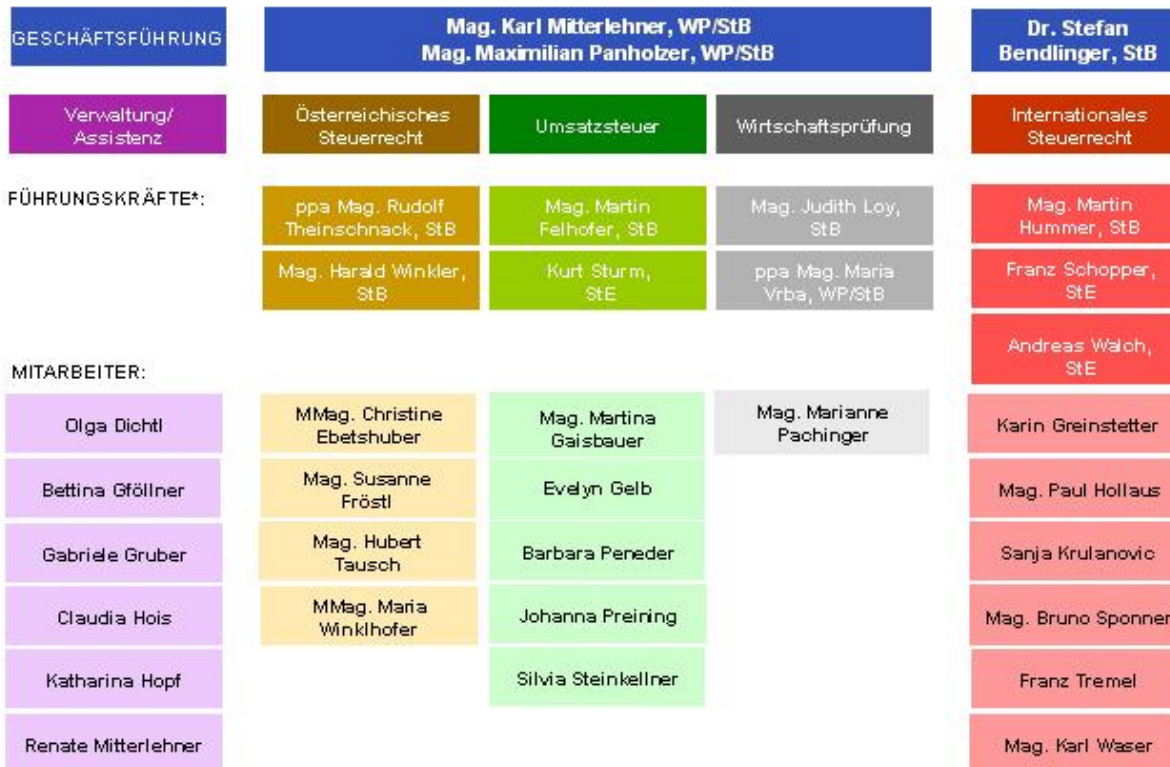 GESCHÄFTSFÜHRUNG
Mag. Karl Mitterlehner, WP/StB
Mag. Maximilian Panholzer, WP/StB
Dr. Stefan
Bendlinger, StB
Verwaltung/
Assistenz
Österreichisches
Steuerrecht
Umsatzsteuer
Wirtschaftsprüfung
Internationales
Steuerrecht
FÜHRUNGSKRÄFTE*:
ppa Mag. Rudolf
Theinschnack, StB
Mag. Martin
Felhofer, StB
Mag. Judith Loy,
StB
Mag. Martin
Hummer, StB
Mag. Harald Winkler,
StB
Kurt Sturm,
StE
ppa Mag. Maria
Vrba, WP/StB
Franz Schopper,
StE
Andreas Walch,
StE
MITARBEITER:
Olga Dichtl
MMag. Christine
Ebetshuber
Mag. Martina
Gaisbauer
Mag. Marianne
Pachinger
Karin Greinstetter
Bettina Gföllner
Mag. Susanne
Fröstl
Evelyn Gelb
Mag. Paul Hollaus
Gabriele Gruber
Mag. Hubert
Tausch
Barbara Peneder
Sanja Krulanovic
Claudia Hois
MMag. Maria
Winklhofer
Johanna Preining
Mag. Bruno Sponner
Katharina Hopf
Silvia Steinkellner
Franz Tremel
Renate Mitterlehner
Mag. Karl Waser